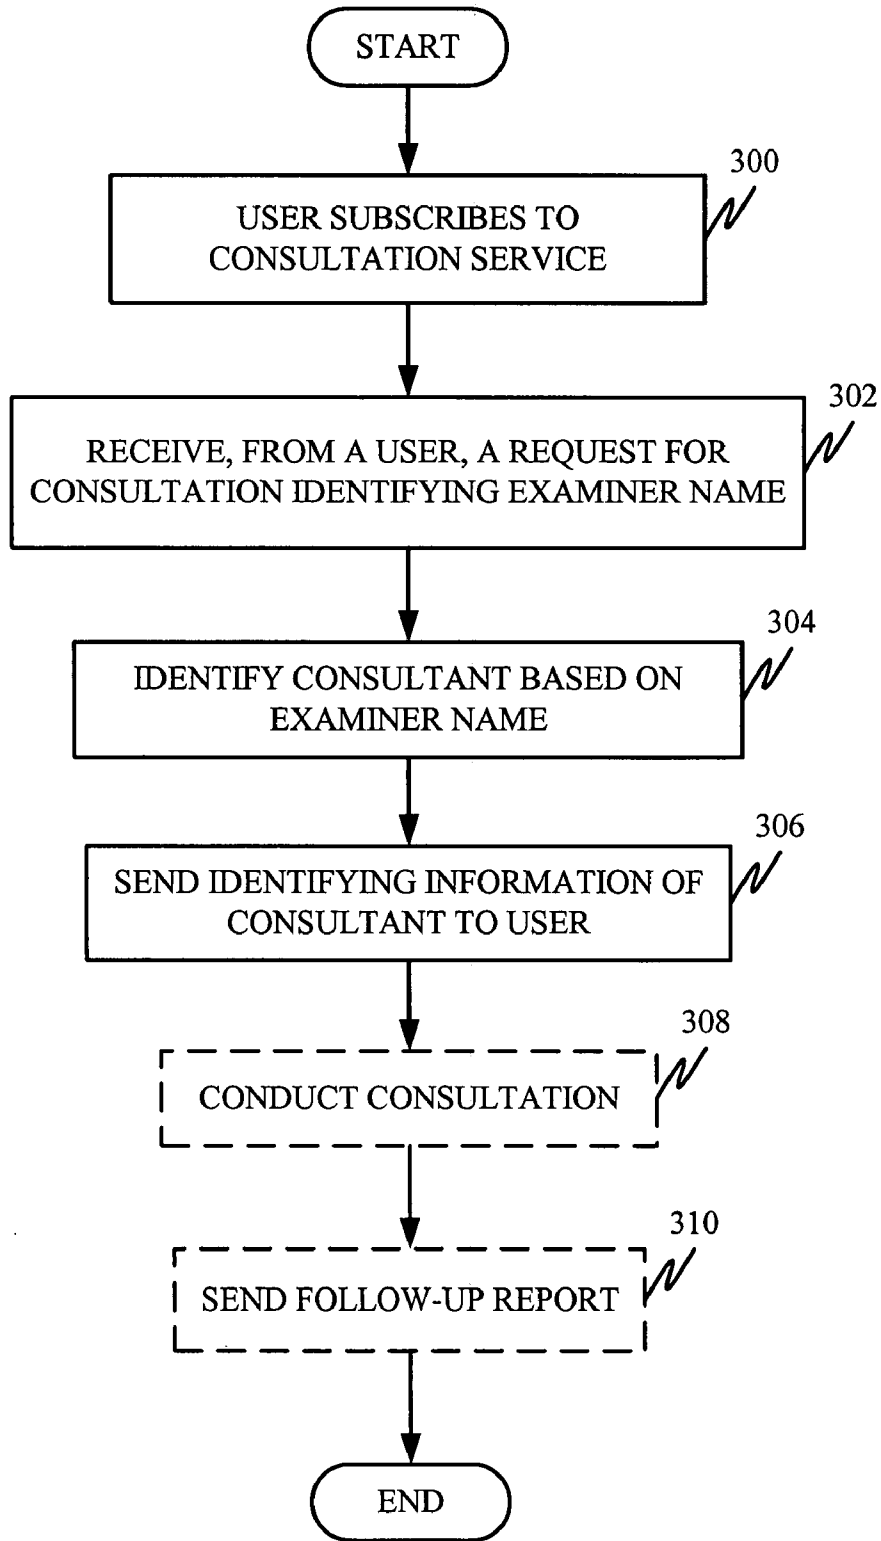 START
300
USER SUBSCRIBES TO
CONSULTATION SERVICE
302
RECEIVE, FROM A USER, A REQUEST FOR
CONSULTATION IDENTIFYING EXAMINER NAME
304
IDENTIFY CONSULTANT BASED ON
EXAMINER NAME
306
SEND IDENTIFYING INFORMATION OF
CONSULTANT TO USER
308
CONDUCT CONSULTATION
310
SEND FOLLOW-UP REPORT
END